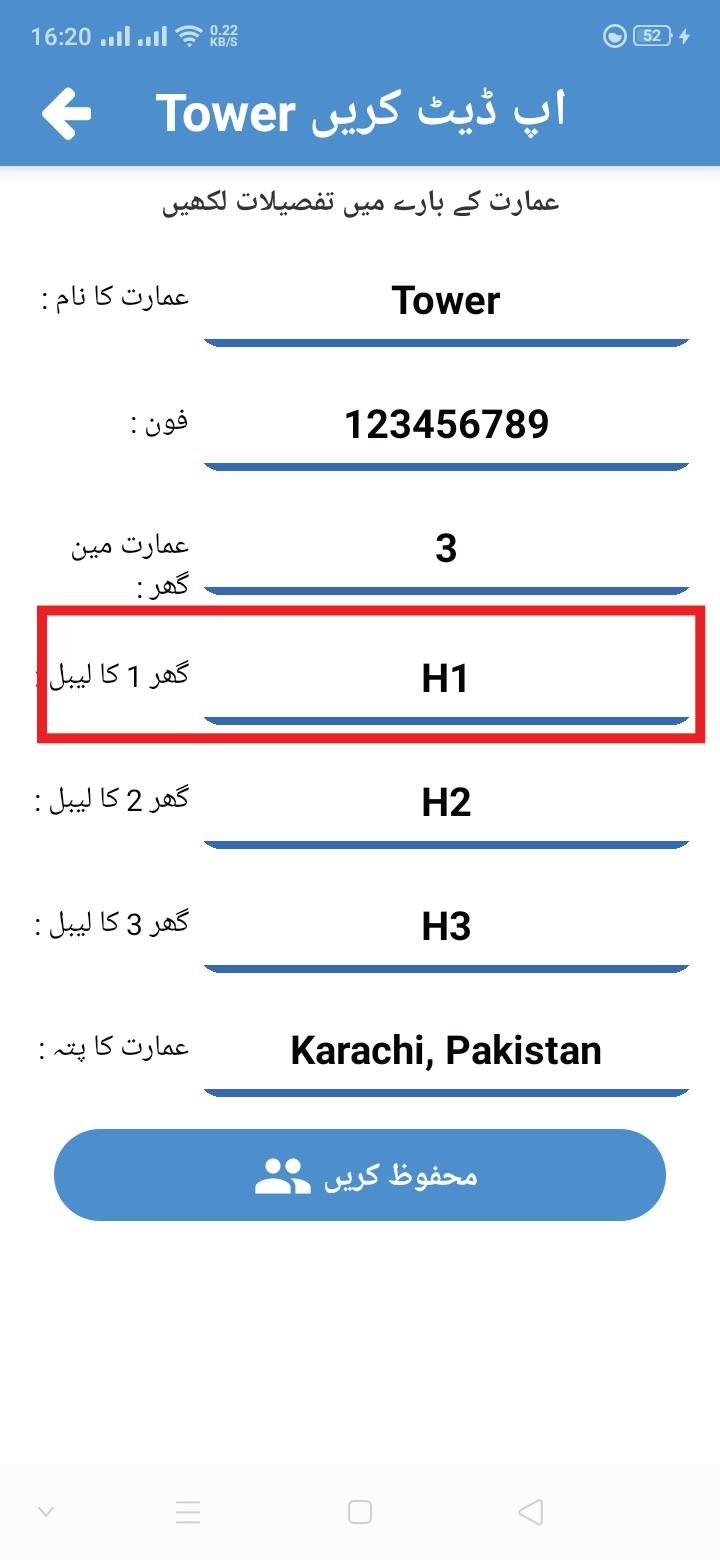 16:20 0.22 KB/S 52
اپ ڈیٹ کریں Tower
عمارت کے بارے میں تفصیلات لکھیں
عمارت کا نام :
Tower
فون :
123456789
عمارت مین
گھر :
3
گھر 1 کا لیبل :
H1
گھر 2 کا لیبل :
H2
گھر 3 کا لیبل :
H3
عمارت کا پتہ :
Karachi, Pakistan
محفوظ کریں